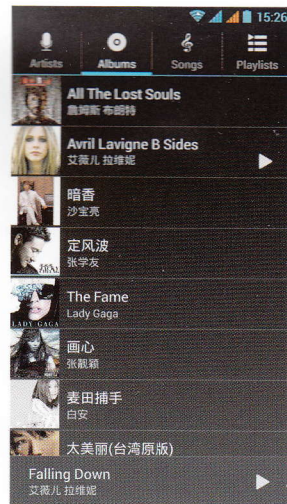 15:26
Artists Albums Songs Playlists
All The Lost Souls
詹姆斯 布朗特
Avril Lavigne B Sides
艾薇儿 拉维妮
暗香
沙宝亮
定风波
张学友
The Fame
Lady Gaga
LADY GAGA
画心
张靓颖
麦田捕手
白安
太美丽(台湾原版)
Falling Down
艾薇儿 拉维妮